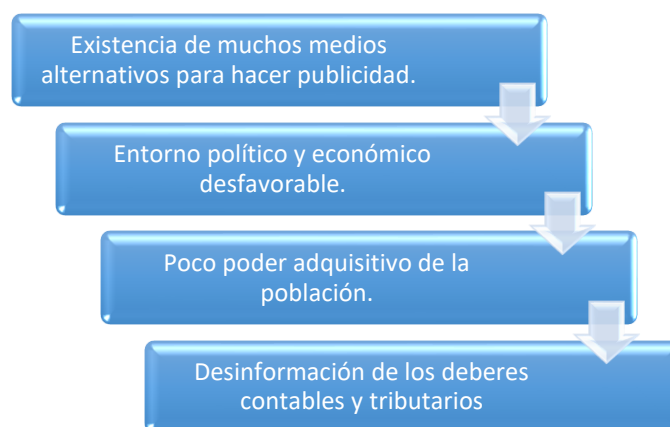 Existencia de muchos medios
alternativos para hacer publicidad.
Entorno político y económico
desfavorable.
Poco poder adquisitivo de la
población.
Desinformación de los deberes
contables y tributarios